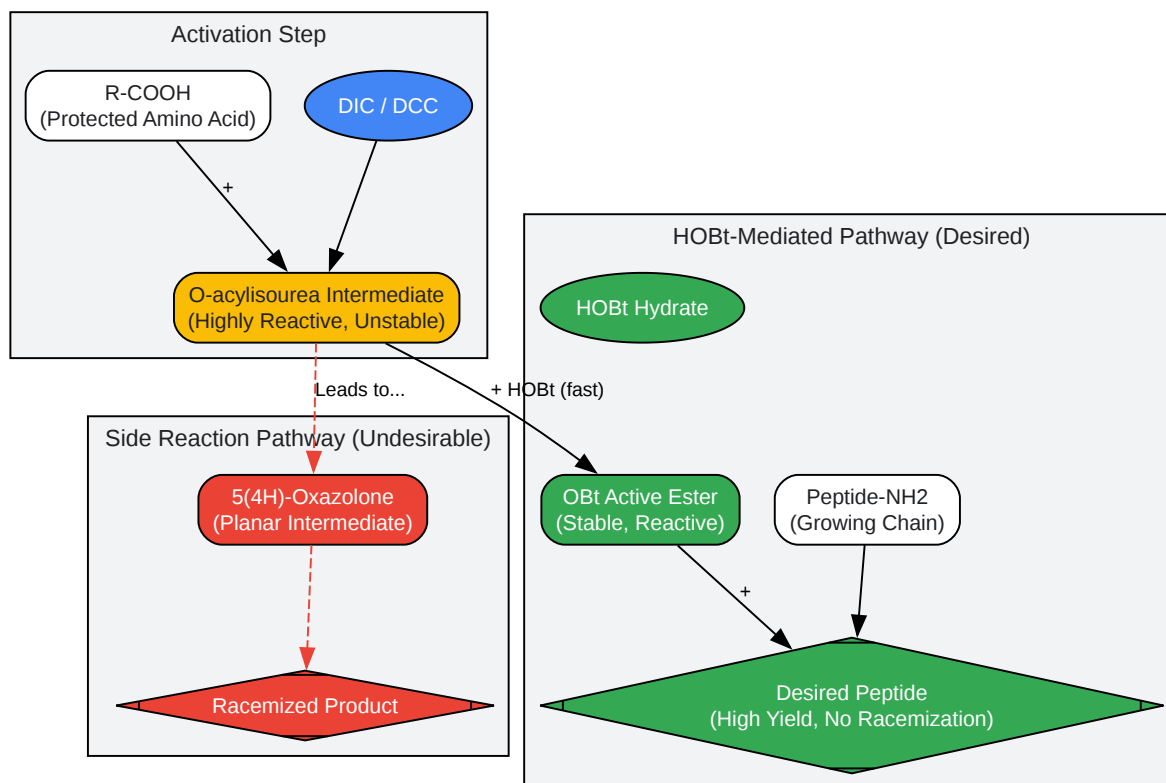 Activation Step
R-COOH
(Protected Amino Acid)
DIC / DCC
+
O-acylisourea Intermediate
(Highly Reactive, Unstable)
HOBt-Mediated Pathway (Desired)
HOBt Hydrate
Leads to...
+ HOBt (fast)
Side Reaction Pathway (Undesirable)
5(4H)-Oxazolone
(Planar Intermediate)
OBt Active Ester
(Stable, Reactive)
Peptide-NH2
(Growing Chain)
+
Racemized Product
Desired Peptide
(High Yield, No Racemization)